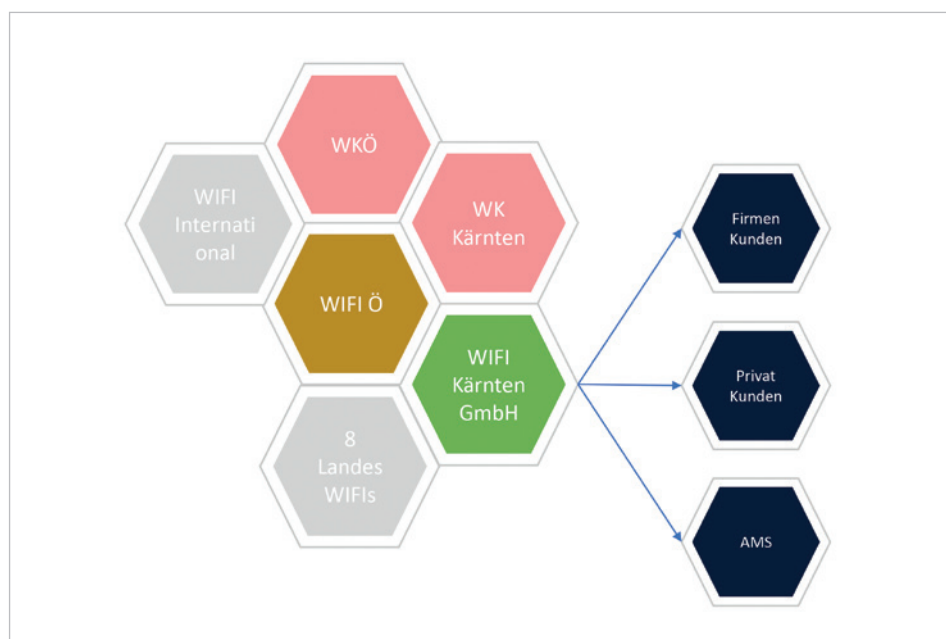 WKÖ
WIFI
Internati
onal
WK
Kärnten
WIFI Ö
WIFI
Kärnten
GmbH
8
Landes
WIFIs
Firmen
Kunden
Privat
Kunden
AMS